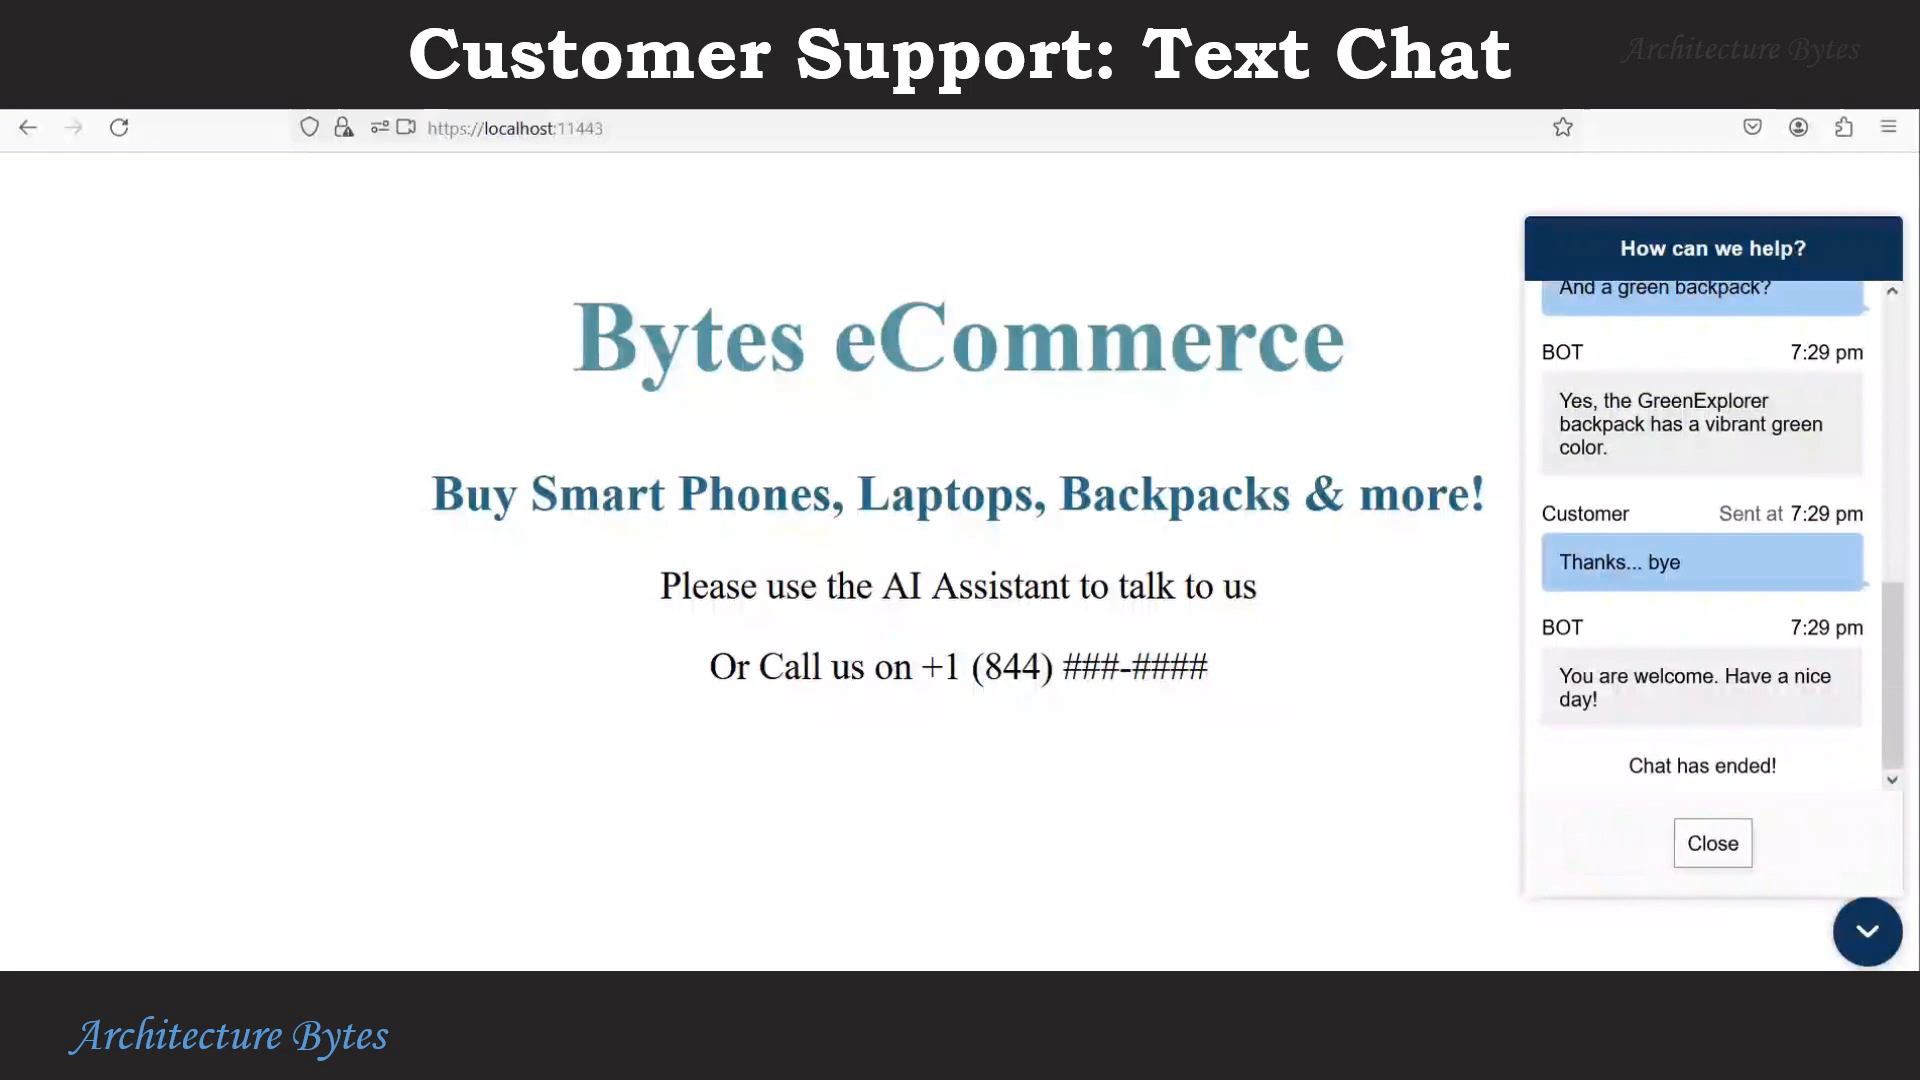 Customer Support: Text Chat
Architecture Bytes
https://localhost:11443
How can we help?
And a green backpack?
BOT 7:29 pm
Yes, the GreenExplorer
backpack has a vibrant green
color.
Customer Sent at 7:29 pm
Thanks... bye
BOT 7:29 pm
You are welcome. Have a nice
day!
Chat has ended!
Close
Bytes eCommerce
Buy Smart Phones, Laptops, Backpacks & more!
Please use the AI Assistant to talk to us
Or Call us on +1 (844) ###-####
Architecture Bytes